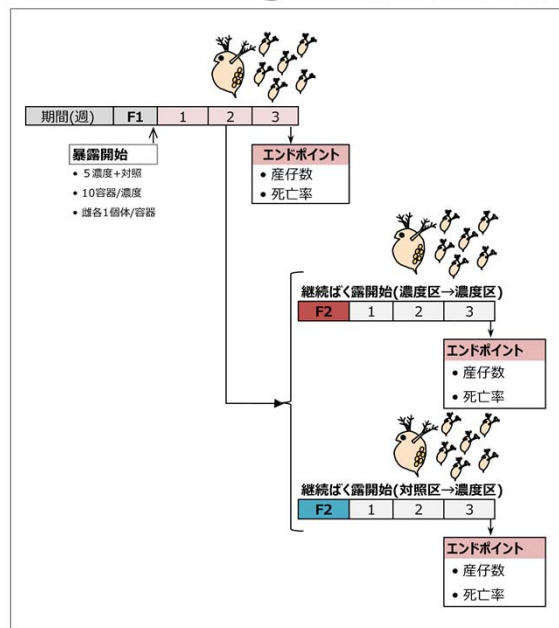 期間(週) F1 1 2 3
暴露開始
• 5濃度+対照
• 10容器/濃度
• 雌各1個体/容器
エンドポイント
• 産仔数
• 死亡率
継続ばく露開始(濃度区→濃度区)
F2 1 2 3
エンドポイント
• 産仔数
• 死亡率
継続ばく露開始(対照区→濃度区)
F2 1 2 3
エンドポイント
• 産仔数
• 死亡率